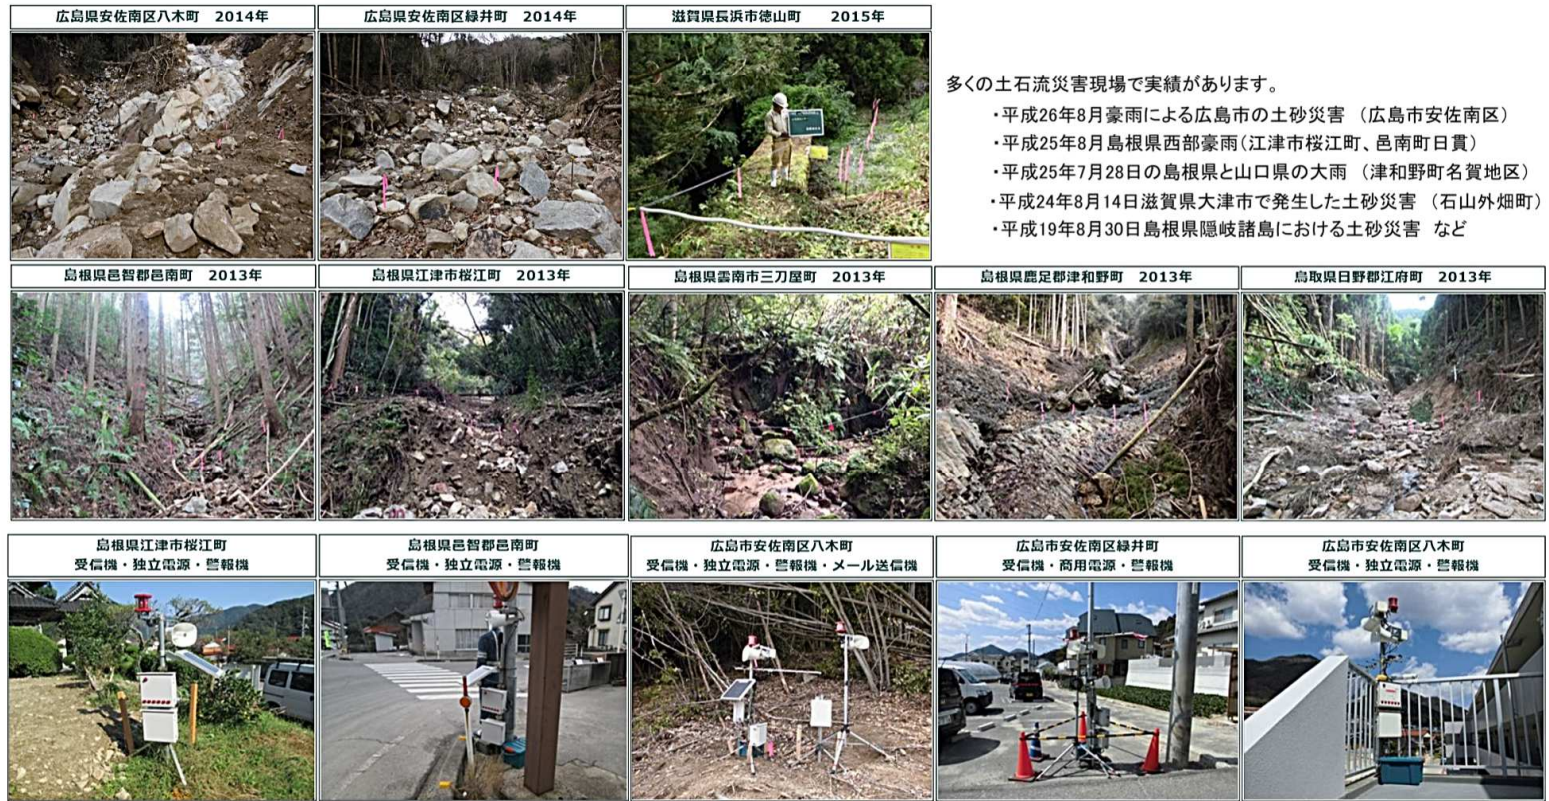 広島県安佐南区八木町 2014年
広島県安佐南区緑井町 2014年
滋賀県長浜市徳山町 2015年
多くの土石流災害現場で実績があります。
・平成26年8月豪雨による広島市の土砂災害 (広島市安佐南区)
・平成25年8月島根県西部豪雨(江津市桜江町、邑南町日貫)
・平成25年7月28日の島根県と山口県の大雨 (津和野町名賀地区)
・平成24年8月14日滋賀県大津市で発生した土砂災害 (石山外畑町)
・平成19年8月30日島根県隠岐諸島における土砂災害 など
島根県邑智郡邑南町 2013年
島根県江津市桜江町 2013年
島根県雲南市三刀屋町 2013年
島根県鹿足郡津和野町 2013年
鳥取県日野郡江府町 2013年
島根県江津市桜江町
受信機・独立電源・警報機
島根県邑智郡邑南町
受信機・独立電源・警報機
広島市安佐南区八木町
受信機・独立電源・警報機・メール送信機
広島市安佐南区緑井町
受信機・商用電源・警報機
広島市安佐南区八木町
受信機・独立電源・警報機